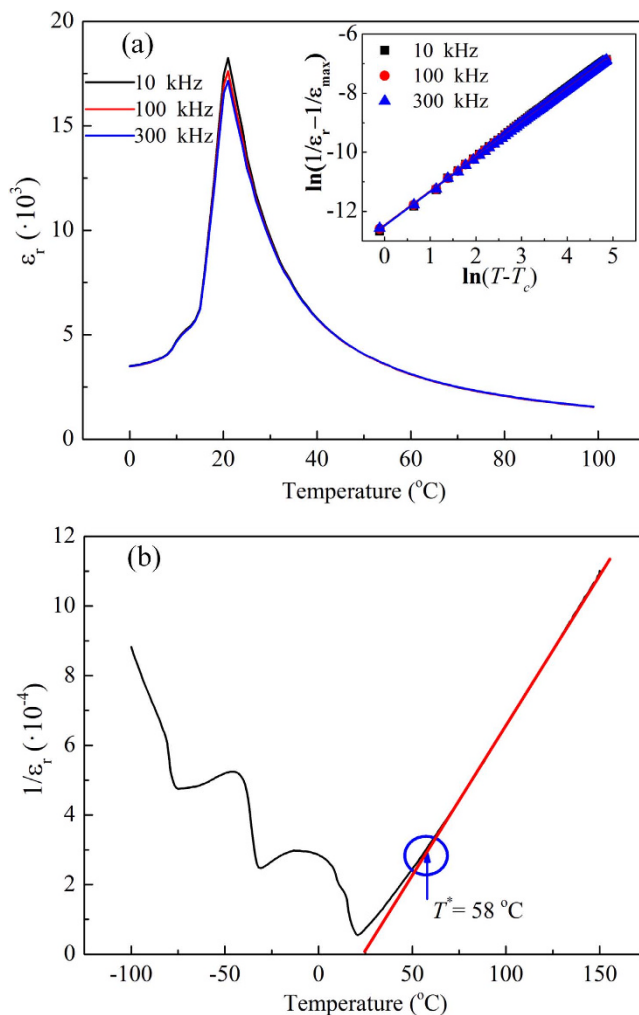 (a)
10 kHz
100 kHz
300 kHz
εr (·10³)
20
15
10
5
0
0 20 40 60 80 100
Temperature (°C)
10 kHz
100 kHz
300 kHz
ln(1/εr−1/εmax)
-6
-8
-10
-12
0 1 2 3 4 5
ln(T-Tc)
(b)
1/εr (·10⁻⁴)
12
10
8
6
4
2
0
T*= 58 °C
-100 -50 0 50 100 150
Temperature (°C)